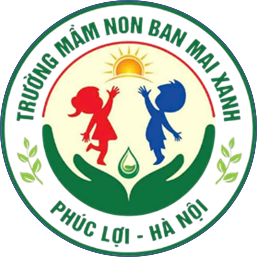 TRƯỜNG MẦM NON BAN MAI XANH
PHÚC LỢI - HÀ NỘI